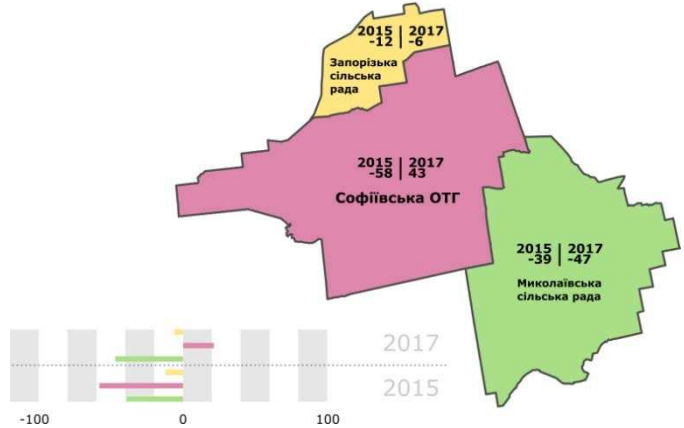 2015 | 2017
-12 | -6
Запорізька
сільська
рада
2015 | 2017
-58 | 43
Софіївська ОТГ
2015 | 2017
-39 | -47
Миколаївська
сільська рада
2017
2015
-100 0 100